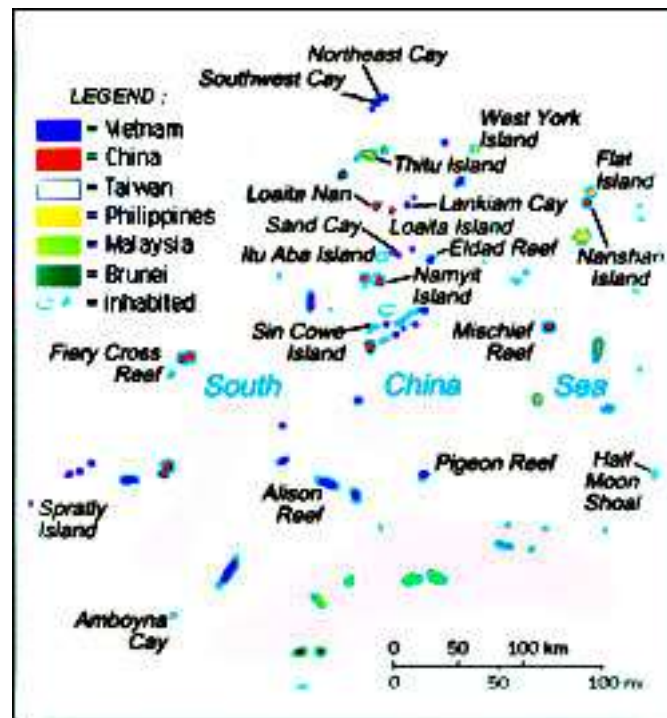 Northeast Cay
Southwest Cay
LEGEND :
= Vietnam
= China
= Taiwan
= Philippines
= Malaysia
= Brunei
= inhabited
West York
Island
Thitu Island
Flat
Island
Loaita Nan
Lankiam Cay
Loaita Island
Sand Cay
Itu Aba Island
Eldad Reef
Nanshan
Island
Namyit
Island
Sin Cowe
Island
Mischief
Reef
Fiery Cross
Reef
South China Sea
Spratly
Island
Alison
Reef
Pigeon Reef
Half
Moon
Shoal
Amboyna
Cay
0 50 100 km
0 50 100